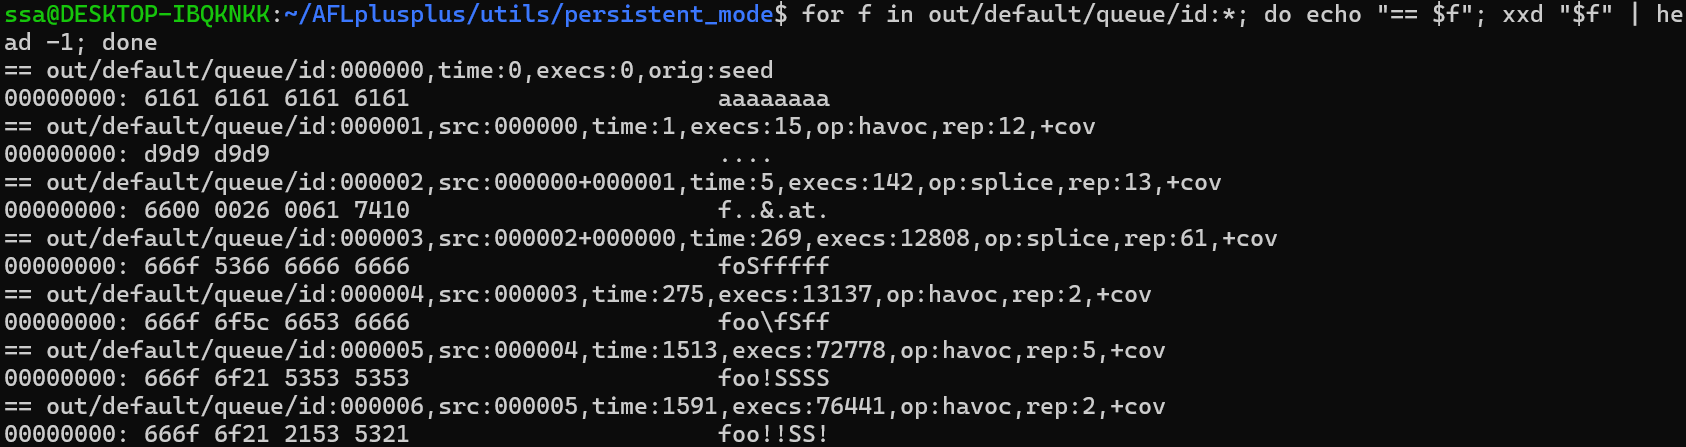 ssa@DESKTOP-IBQkNKK:~/AFLplusplus/utils/persistent_mode$ for f in out/default/queue/id:*; do echo "== $f"; xxd "$f" | he
ad -1; done
== out/default/queue/id:000000,time:0,execs:0,orig:seed
00000000: 6161 6161 6161 6161                      aaaaaaaa
== out/default/queue/id:000001,src:000000,time:1,execs:15,op:havoc,rep:12,+cov
00000000: d9d9 d9d9                                ....
== out/default/queue/id:000002,src:000000+000001,time:5,execs:142,op:splice,rep:13,+cov
00000000: 6600 0026 0061 7410                      f..&.at.
== out/default/queue/id:000003,src:000002+000000,time:269,execs:12808,op:splice,rep:61,+cov
00000000: 666f 5366 6666 6666                      foSfffff
== out/default/queue/id:000004,src:000003,time:275,execs:13137,op:havoc,rep:2,+cov
00000000: 666f 6f5c 6653 6666                      foo\fSff
== out/default/queue/id:000005,src:000004,time:1513,execs:72778,op:havoc,rep:5,+cov
00000000: 666f 6f21 5353 5353                      foo!SSSS
== out/default/queue/id:000006,src:000005,time:1591,execs:76441,op:havoc,rep:2,+cov
00000000: 666f 6f21 2153 5321                      foo!!SS!